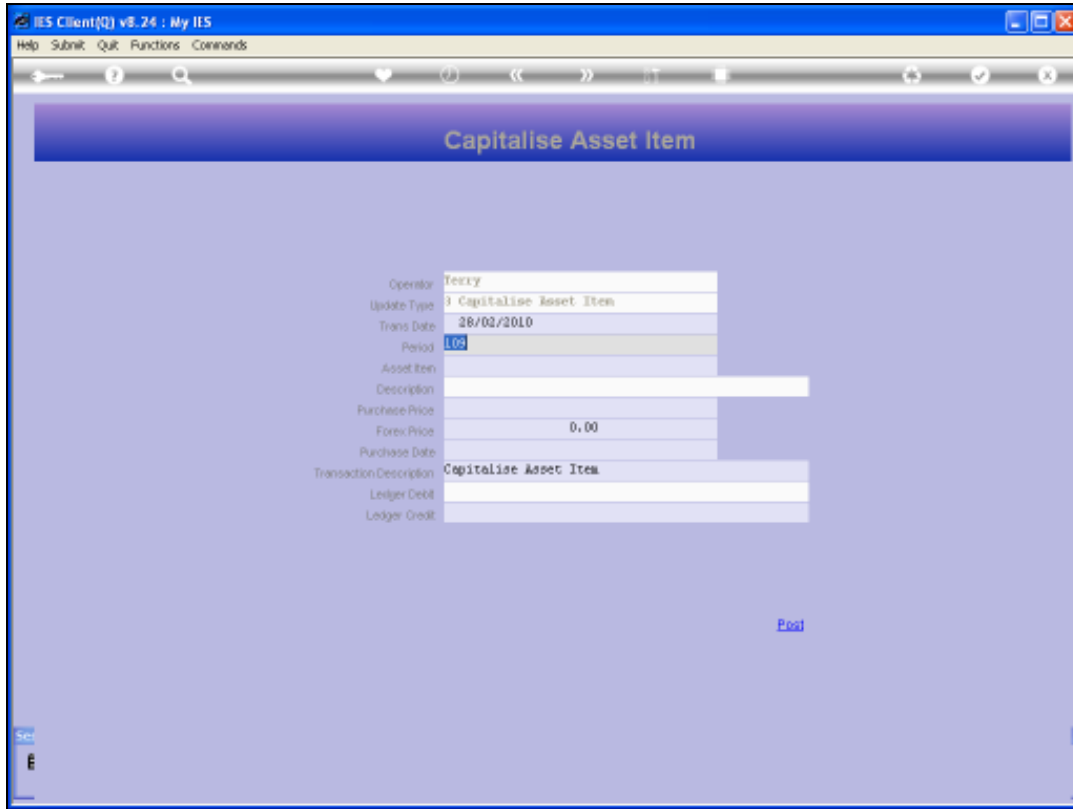 IES Client(Q) v8.24 : My IES
Help Submit Quit Functions Commands
Capitalise Asset Item
Operator Terry
Update Type 3 Capitalise Asset Item
Trans Date 28/02/2010
Period 109
Asset Item
Description
Purchase Price
Forex Price 0.00
Purchase Date
Transaction Description Capitalise Asset Item
Ledger Debit
Ledger Credit
Post